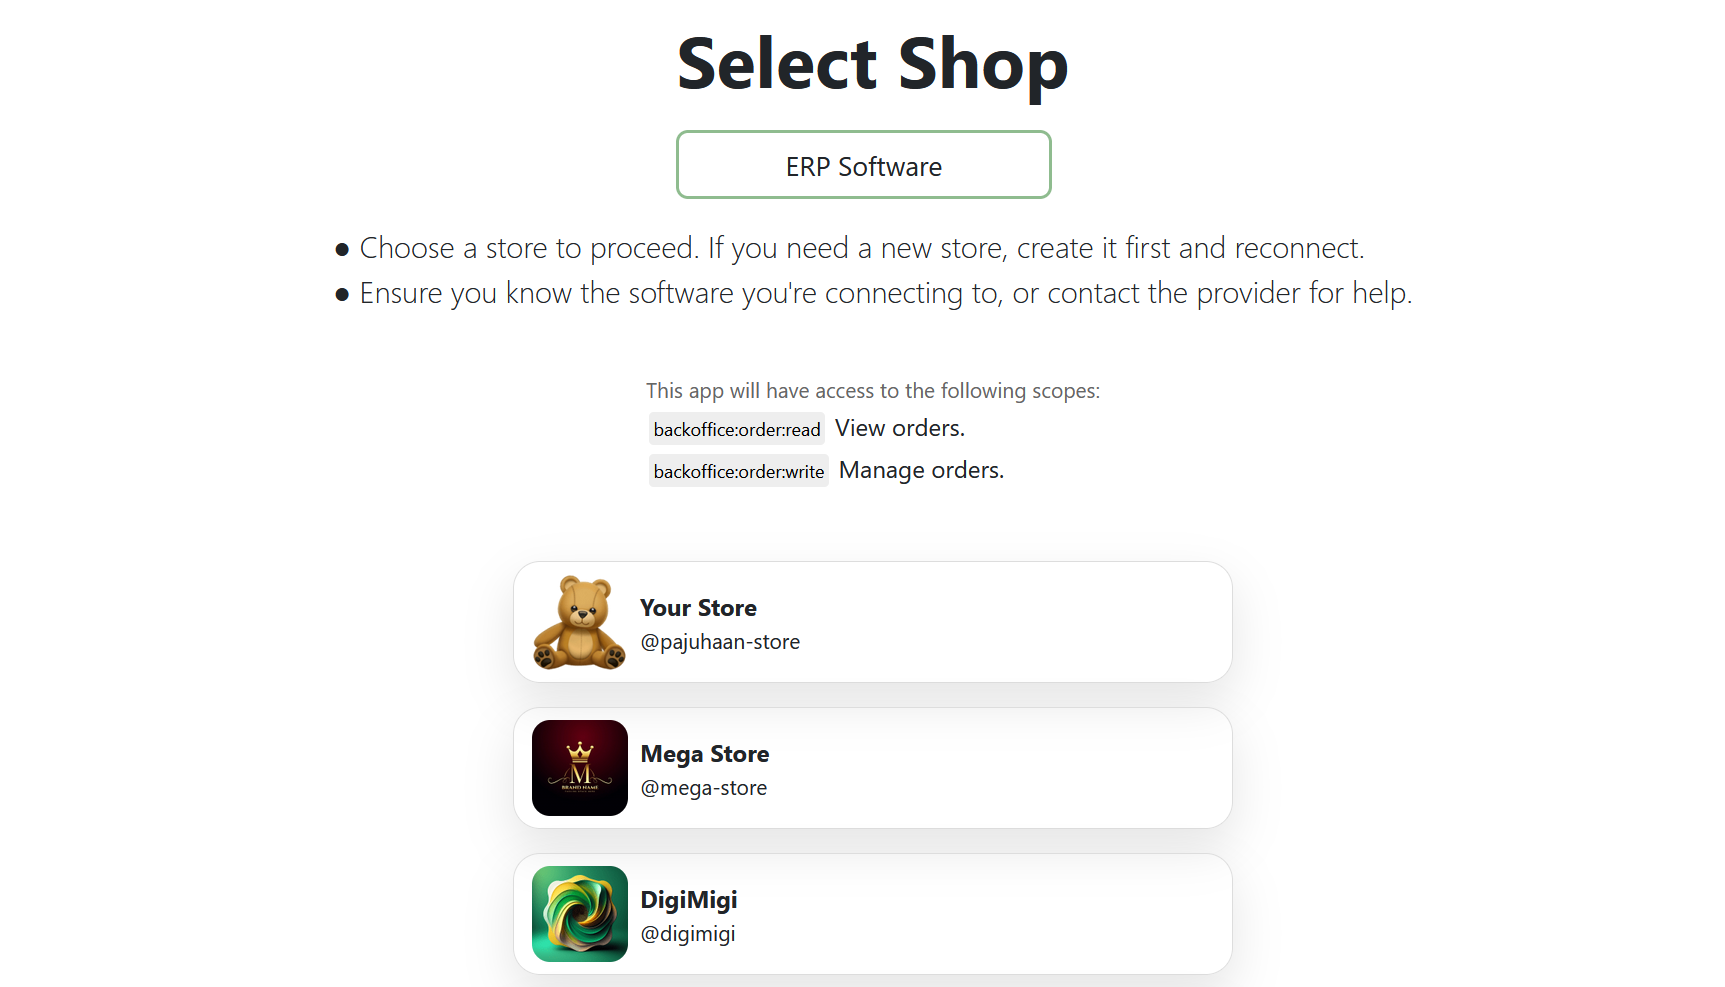 Select Shop
ERP Software
● Choose a store to proceed. If you need a new store, create it first and reconnect.
● Ensure you know the software you're connecting to, or contact the provider for help.
This app will have access to the following scopes:
backoffice:order:read View orders.
backoffice:order:write Manage orders.
Your Store
@pajuhaan-store
Mega Store
@mega-store
M
BRAND NAME
DigiMigi
@digimigi